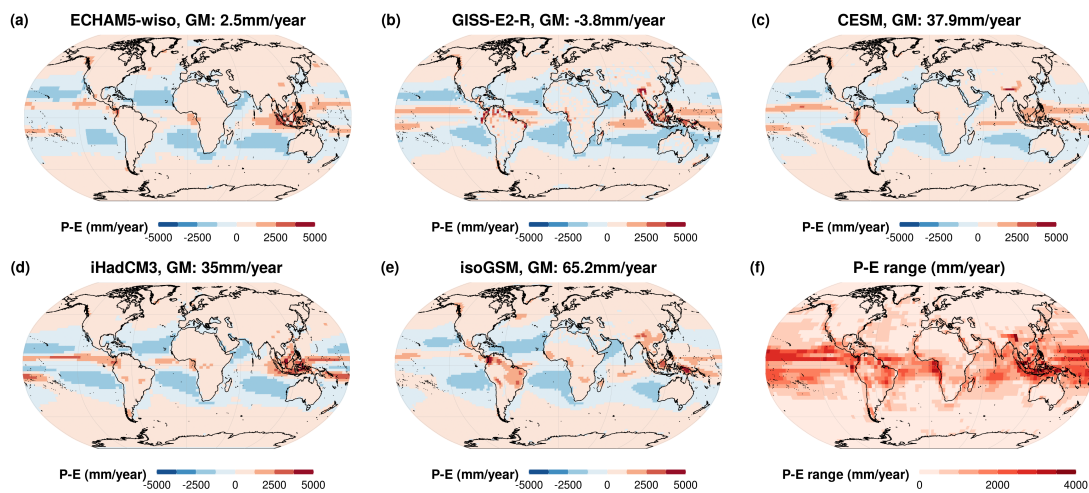 (a) ECHAM5-wiso, GM: 2.5mm/year
(b) GISS-E2-R, GM: -3.8mm/year
(c) CESM, GM: 37.9mm/year
P-E (mm/year)
-5000 -2500 0 2500 5000
P-E (mm/year)
-5000 -2500 0 2500 5000
P-E (mm/year)
-5000 -2500 0 2500 5000
(d) iHadCM3, GM: 35mm/year
(e) isoGSM, GM: 65.2mm/year
(f) P-E range (mm/year)
P-E (mm/year)
-5000 -2500 0 2500 5000
P-E (mm/year)
-5000 -2500 0 2500 5000
P-E range (mm/year)
0 2000 4000